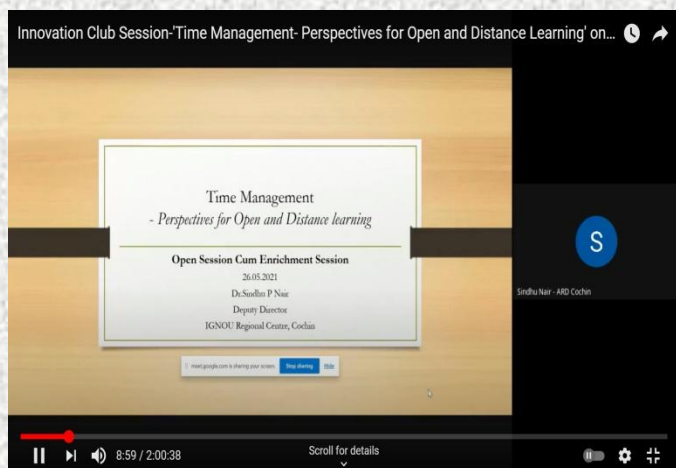 Innovation Club Session-'Time Management- Perspectives for Open and Distance Learning' on...
Time Management
- Perspectives for Open and Distance learning
Open Session Cum Enrichment Session
26.05.2021
Dr.Sindhu P Nair
Deputy Director
IGNOU Regional Centre, Cochin
meet.google.com is sharing your screen.
Stop sharing
Hide
S
Sindhu Nair - ARD Cochin
8:59 / 2:00:38
Scroll for details